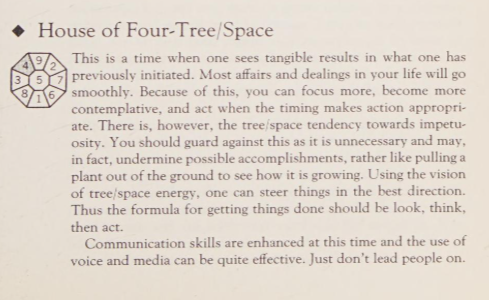 ◆ House of Four-Tree/Space
4 9 2
3 5 7
8 1 6
This is a time when one sees tangible results in what one has
previously initiated. Most affairs and dealings in your life will go
smoothly. Because of this, you can focus more, become more
contemplative, and act when the timing makes action appropri-
ate. There is, however, the tree/space tendency towards impetu-
osity. You should guard against this as it is unnecessary and may,
in fact, undermine possible accomplishments, rather like pulling a
plant out of the ground to see how it is growing. Using the vision
of tree/space energy, one can steer things in the best direction.
Thus the formula for getting things done should be look, think,
then act.
Communication skills are enhanced at this time and the use of
voice and media can be quite effective. Just don't lead people on.